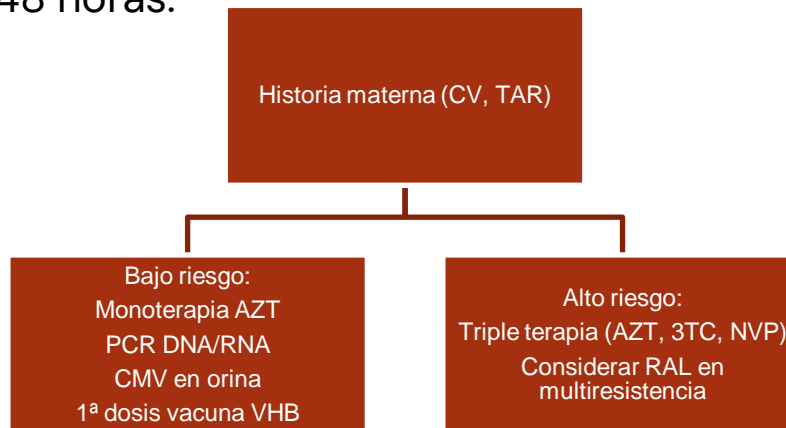 48 horas.
Historia materna (CV, TAR)
Bajo riesgo:
Monoterapia AZT
PCR DNA/RNA
CMV en orina
1ª dosis vacuna VHB
Alto riesgo:
Triple terapia (AZT, 3TC, NVP)
Considerar RAL en
multiresistencia